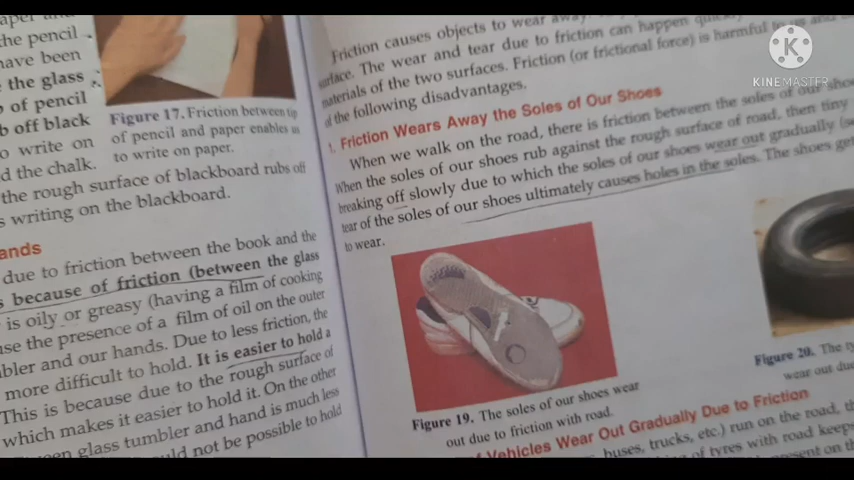 the pencil
have been
the glass
of pencil
b off black
o write on
d the chalk.
the rough surface of blackboard rubs off
s writing on the blackboard.
Figure 17. Friction between tip
of pencil and paper enables us
to write on paper.
ands
due to friction between the book and the
s because of friction (between the glass
is oily or greasy (having a film of cooking
use the presence of a film of oil on the outer
mbler and our hands. Due to less friction, the
more difficult to hold. It is easier to hold a
This is because due to the rough surface of
which makes it easier to hold it. On the other
een glass tumbler and hand is much less
not be possible to hold
Friction causes objects to wear away.
surface. The wear and tear due to friction can happen quickly
materials of the two surfaces. Friction (or frictional force) is harmful to us and
of the following disadvantages.
1. Friction Wears Away the Soles of Our Shoes
When we walk on the road, there is friction between the soles of our shoe
When the soles of our shoes rub against the rough surface of road, then tiny
breaking off slowly due to which the soles of our shoes wear out gradually
tear of the soles of our shoes ultimately causes holes in the soles. The shoes get
to wear.
Figure 19. The soles of our shoes wear
out due to friction with road.
Figure 20. The ty
wear out due
Vehicles Wear Out Gradually Due to Friction
buses, trucks, etc.) run on the road, th
of tyres with road keeps
present on th
K
KINEMASTER